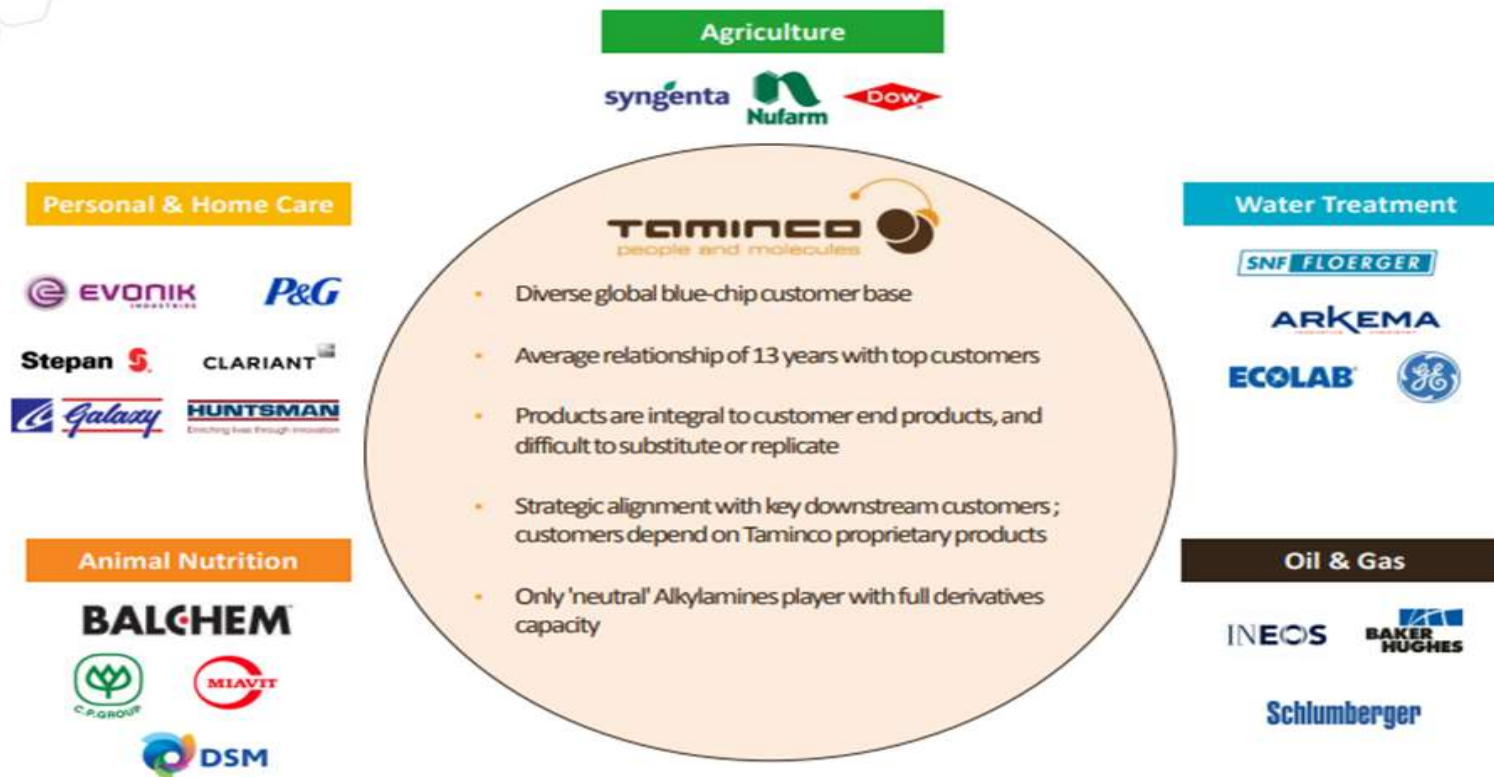 Agriculture
syngenta
Nufarm
Dow
Personal & Home Care
EVONIK
INDUSTRIES
P&G
Stepan S
CLARIANT
G Galaxy
HUNTSMAN
Enriching lives through innovation
Animal Nutrition
BALCHEM
C.P.GROUP
MIAVIT
DSM
TAMINCO
people and molecules
• Diverse global blue-chip customer base
• Average relationship of 13 years with top customers
• Products are integral to customer end products, and
difficult to substitute or replicate
• Strategic alignment with key downstream customers ;
customers depend on Taminco proprietary products
• Only 'neutral' Alkylamines player with full derivatives
capacity
Water Treatment
SNF FLOERGER
ARKEMA
ECOLAB
GE
Oil & Gas
INEOS
BAKER
HUGHES
Schlumberger